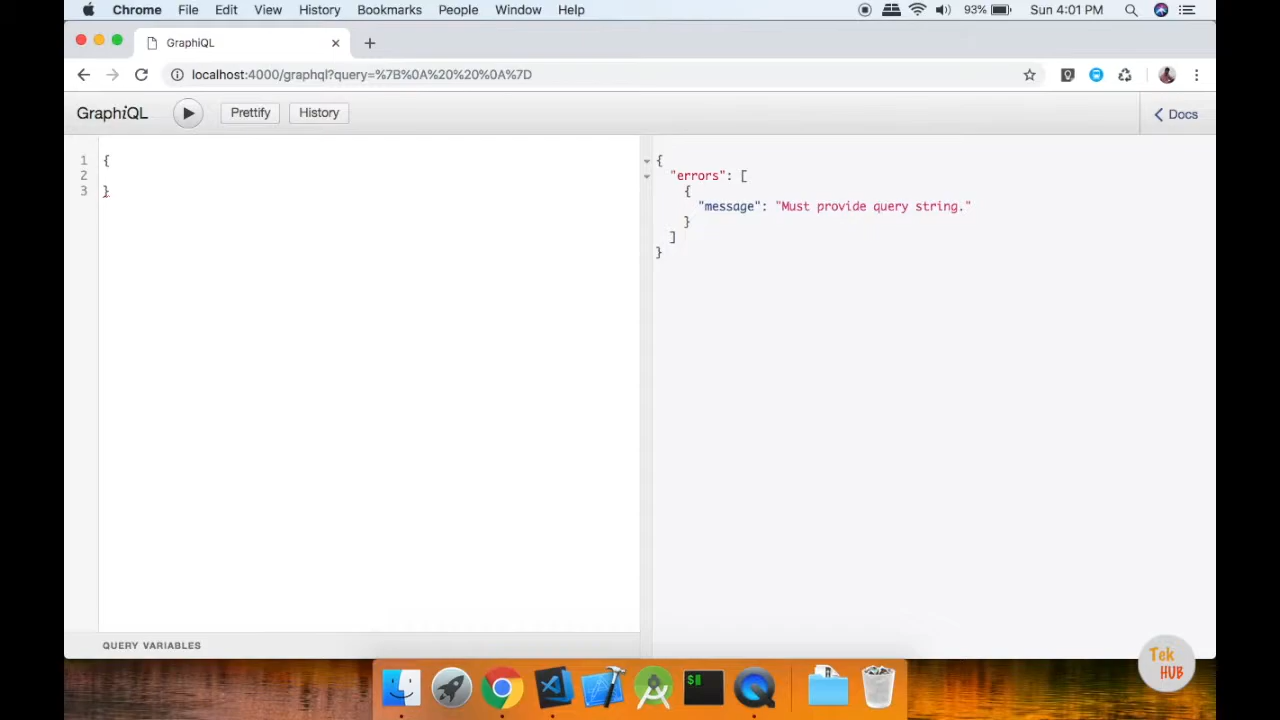 Chrome File Edit View History Bookmarks People Window Help 93% Sun 4:01 PM
GraphiQL
localhost:4000/graphql?query=%7B%0A%20%20%0A%7D
GraphiQL Prettify History Docs
1 {
2
3 }
{
"errors": [
{
"message": "Must provide query string."
}
]
}
QUERY VARIABLES
$
Tek
HUB